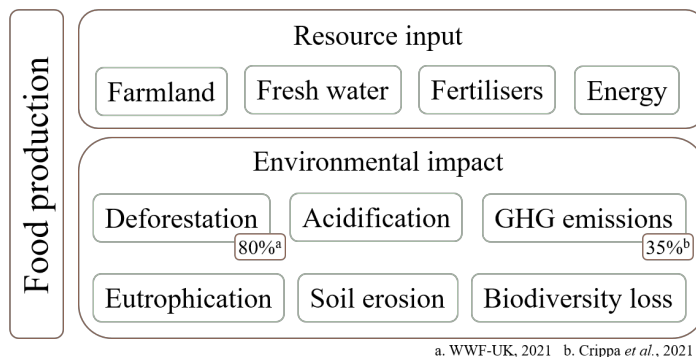 Food production
Resource input
Farmland Fresh water Fertilisers Energy
Environmental impact
Deforestation Acidification GHG emissions
80%ᵃ 35%ᵇ
Eutrophication Soil erosion Biodiversity loss
a. WWF-UK, 2021 b. Crippa et al., 2021